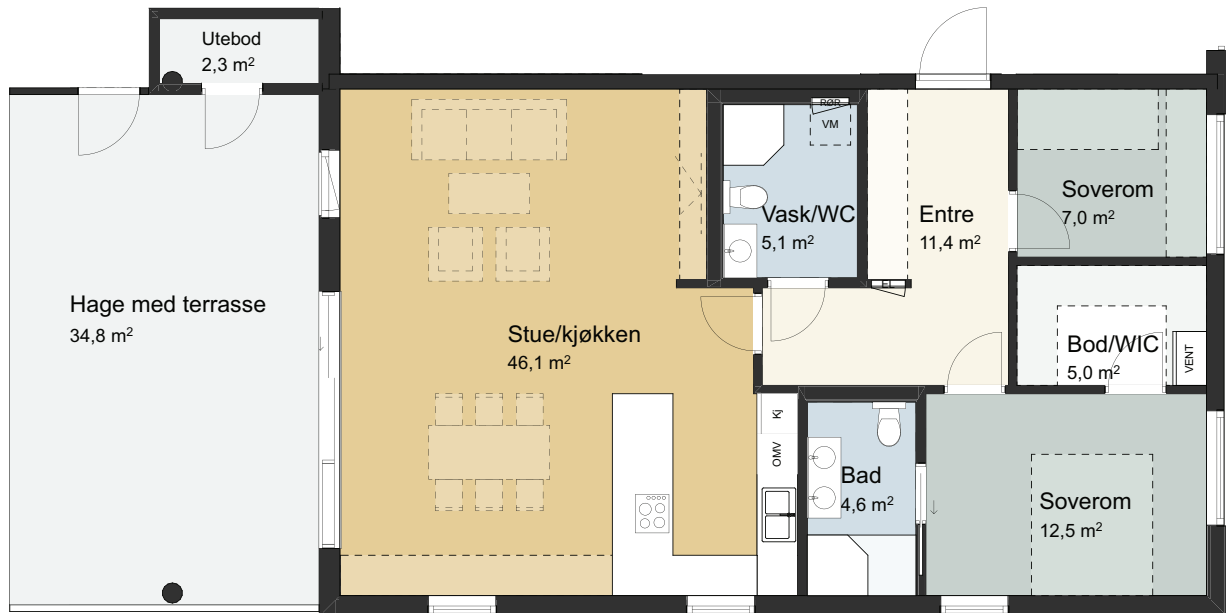 Utebod
2,3 m²
RØR
VM
Soverom
7,0 m²
Vask/WC
5,1 m²
Entre
11,4 m²
Hage med terrasse
34,8 m²
Stue/kjøkken
46,1 m²
Bod/WIC
5,0 m²
VENT
Kj
OMV
Bad
4,6 m²
Soverom
12,5 m²